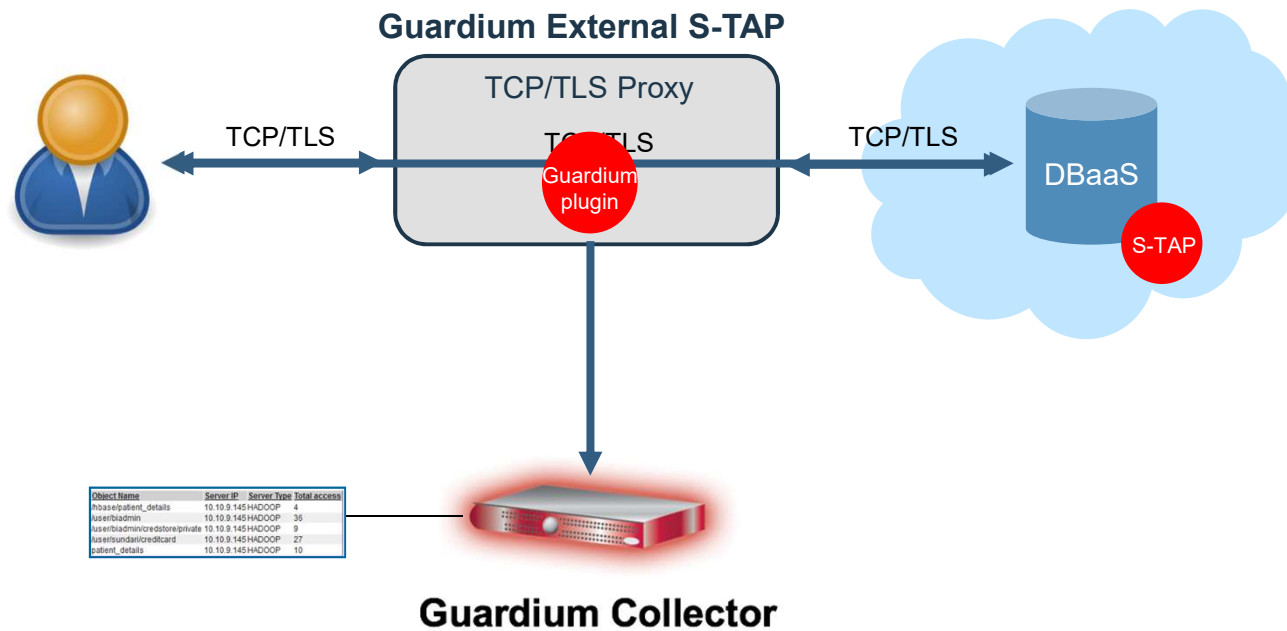 Guardium External S-TAP
TCP/TLS Proxy
TCP/TLS
TCP/TLS
TCP/TLS
Guardium
plugin
DBaaS
S-TAP
Object Name Server IP Server Type Total access
/hbase/patient_details 10.10.9.145 HADOOP 4
/user/biadmin 10.10.9.145 HADOOP 36
/user/biadmin/credstore/private 10.10.9.145 HADOOP 9
/user/sundari/creditcard 10.10.9.145 HADOOP 27
patient_details 10.10.9.145 HADOOP 10
Guardium Collector